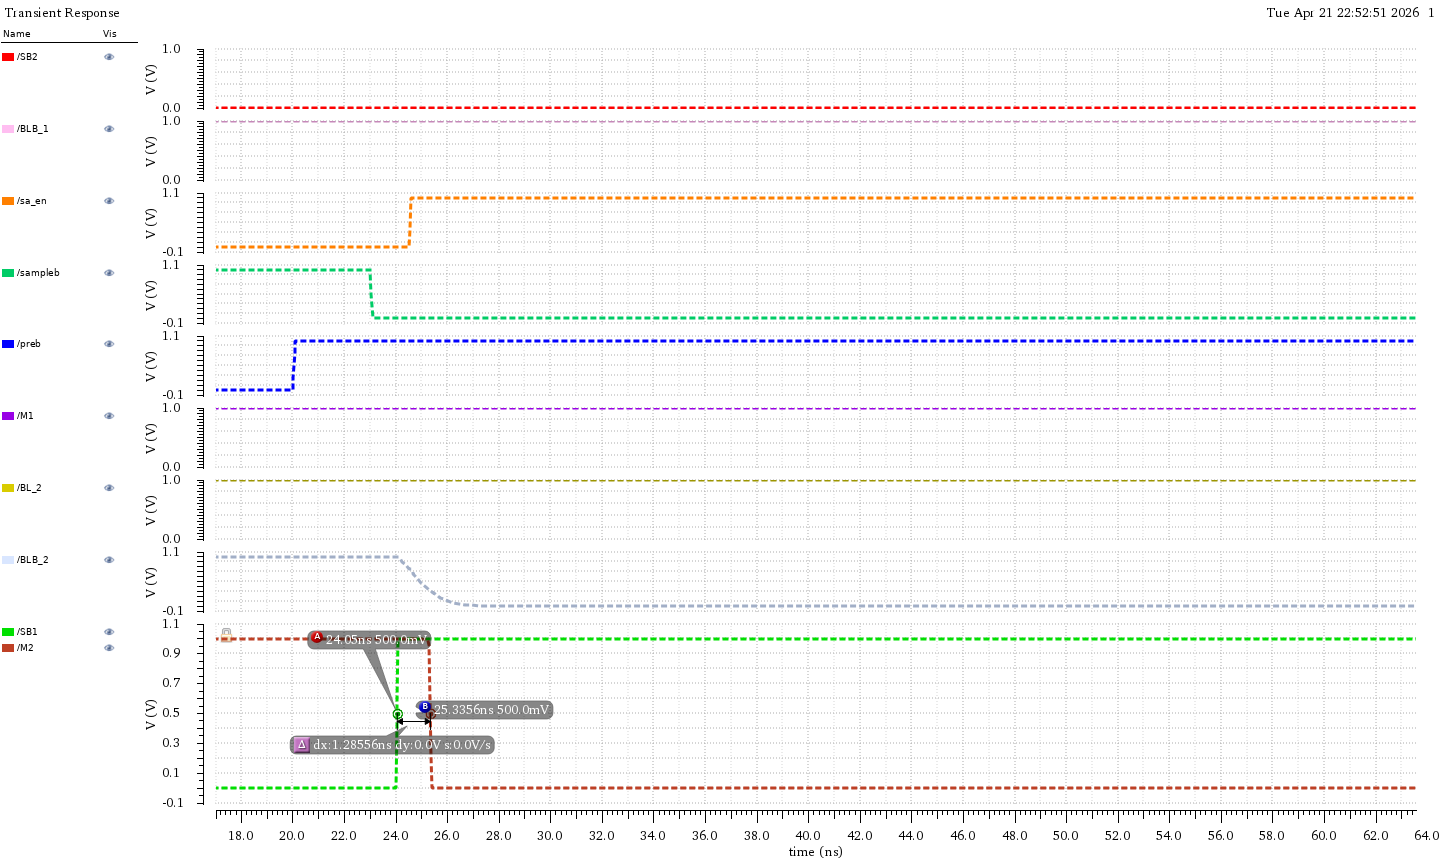 Transient Response
Tue Apr 21 22:52:51 2026 1
Name Vis
/SB2
V (V)
1.0
0.0
/BLB_1
V (V)
1.0
0.0
/sa_en
V (V)
1.1
-0.1
/sampleb
V (V)
1.1
-0.1
/preb
V (V)
1.1
-0.1
/M1
V (V)
1.0
0.0
/BL_2
V (V)
1.0
0.0
/BLB_2
V (V)
1.1
-0.1
/SB1
/M2
V (V)
1.1
0.9
0.7
0.5
0.3
0.1
-0.1
A 24.05ns 500.0mV
B 25.3356ns 500.0mV
Δ dx:1.28556ns dy:0.0V s:0.0V/s
18.0 20.0 22.0 24.0 26.0 28.0 30.0 32.0 34.0 36.0 38.0 40.0 42.0 44.0 46.0 48.0 50.0 52.0 54.0 56.0 58.0 60.0 62.0 64.0
time (ns)